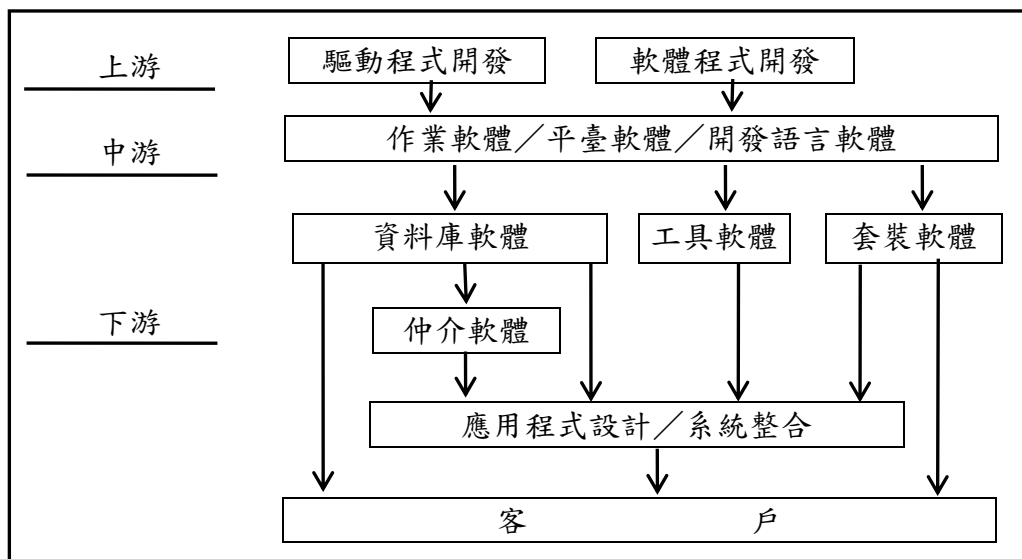 上游
驅動程式開發
軟體程式開發
中游
作業軟體／平臺軟體／開發語言軟體
資料庫軟體
工具軟體
套裝軟體
下游
仲介軟體
應用程式設計／系統整合
客 戶